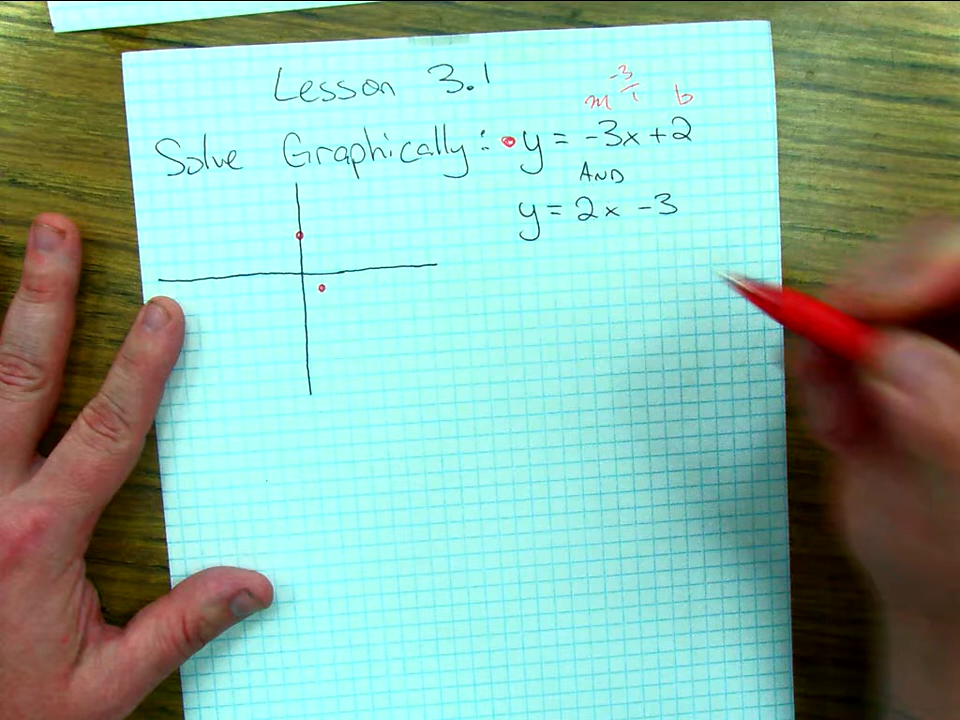 Lesson 3.1
-3/1
m b
Solve Graphically: y = -3x + 2
AND
y = 2x - 3